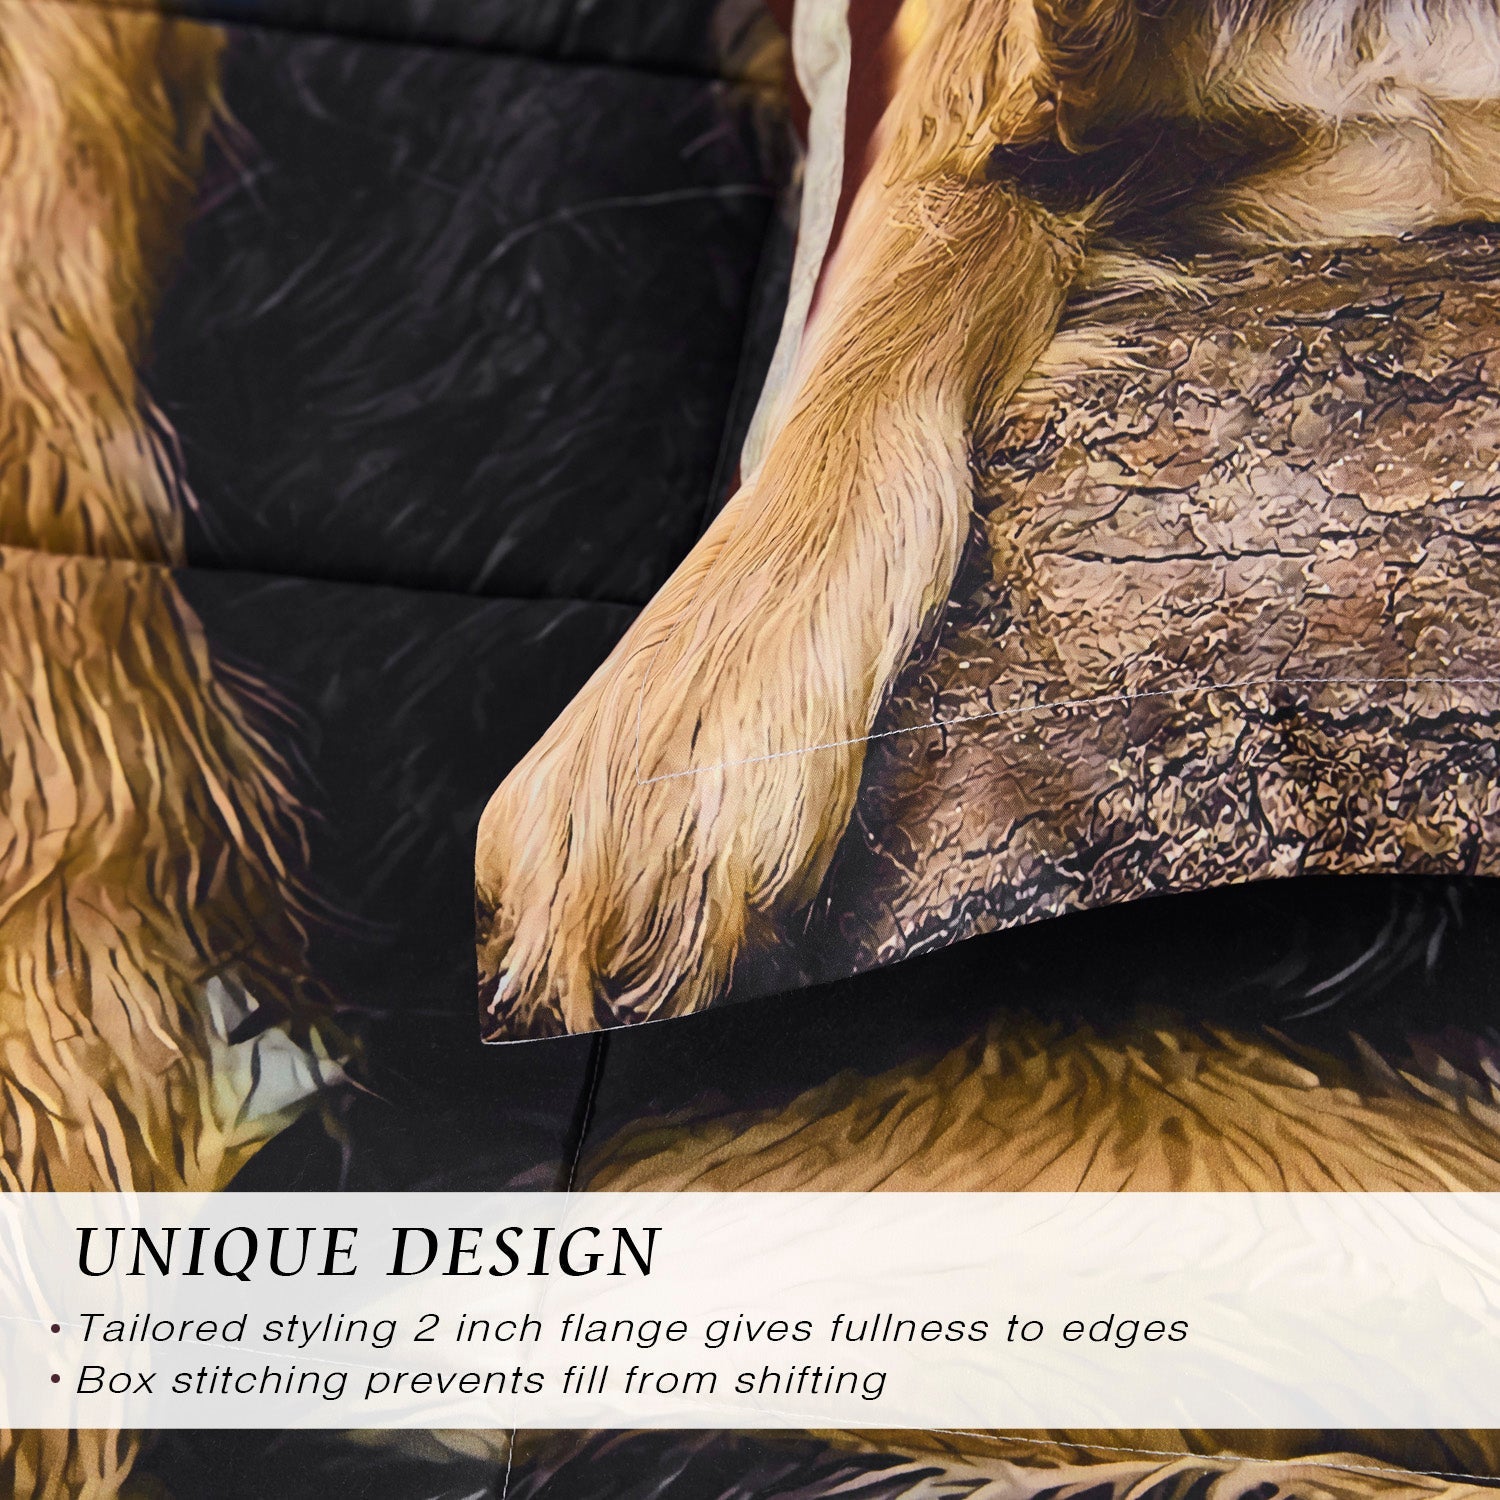 UNIQUE DESIGN
• Tailored styling 2 inch flange gives fullness to edges
• Box stitching prevents fill from shifting